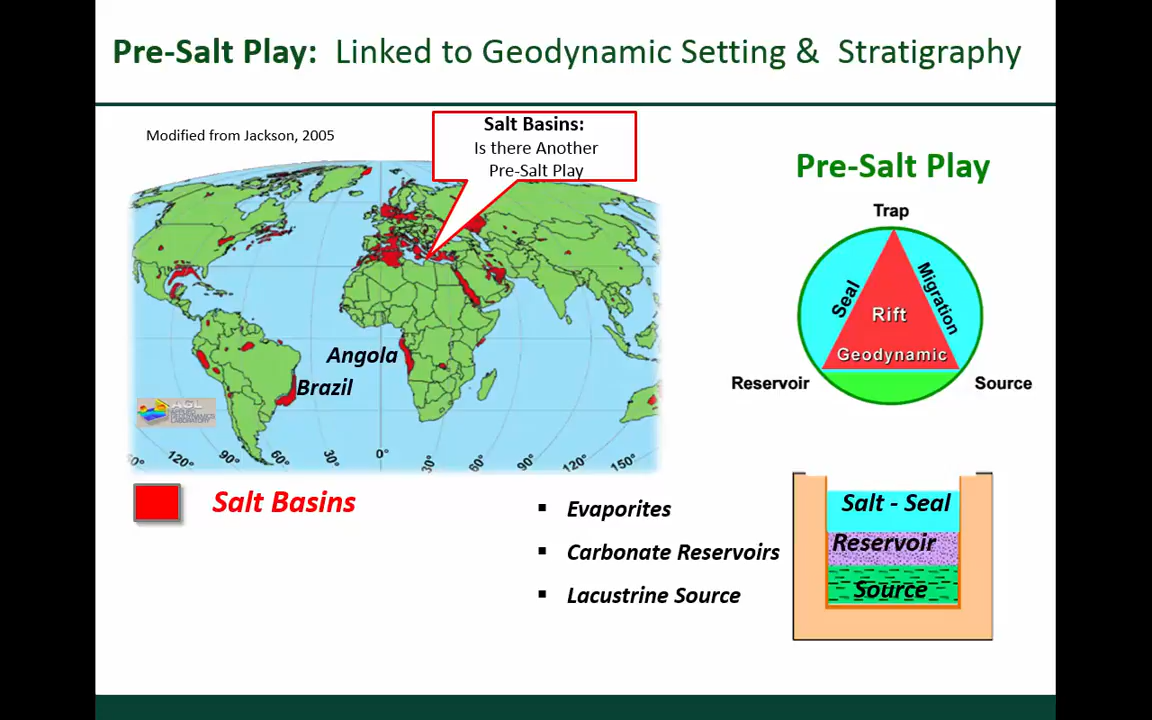 Pre-Salt Play: Linked to Geodynamic Setting & Stratigraphy
Modified from Jackson, 2005
Salt Basins:
Is there Another
Pre-Salt Play
Angola
Brazil
AGL
LABORATORY
120°
90°
60°
30°
0°
30°
60°
90°
120°
150°
Salt Basins
Evaporites
Carbonate Reservoirs
Lacustrine Source
Pre-Salt Play
Trap
Seal
Migration
Rift
Geodynamic
Reservoir
Source
Salt - Seal
Reservoir
Source